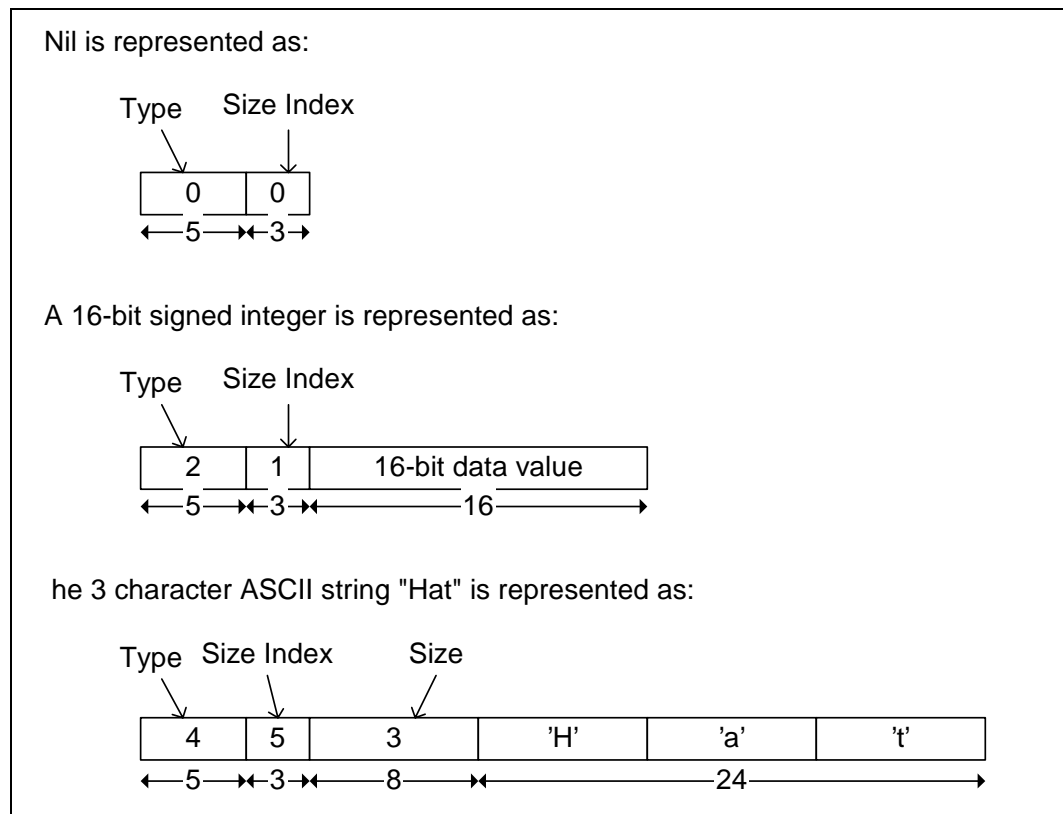 Nil is represented as:
Type Size Index
0 0
5 3
A 16-bit signed integer is represented as:
Type Size Index
2 1 16-bit data value
5 3 16
he 3 character ASCII string "Hat" is represented as:
Type Size Index Size
4 5 3 ’H’ ’a’ ’t’
5 3 8 24